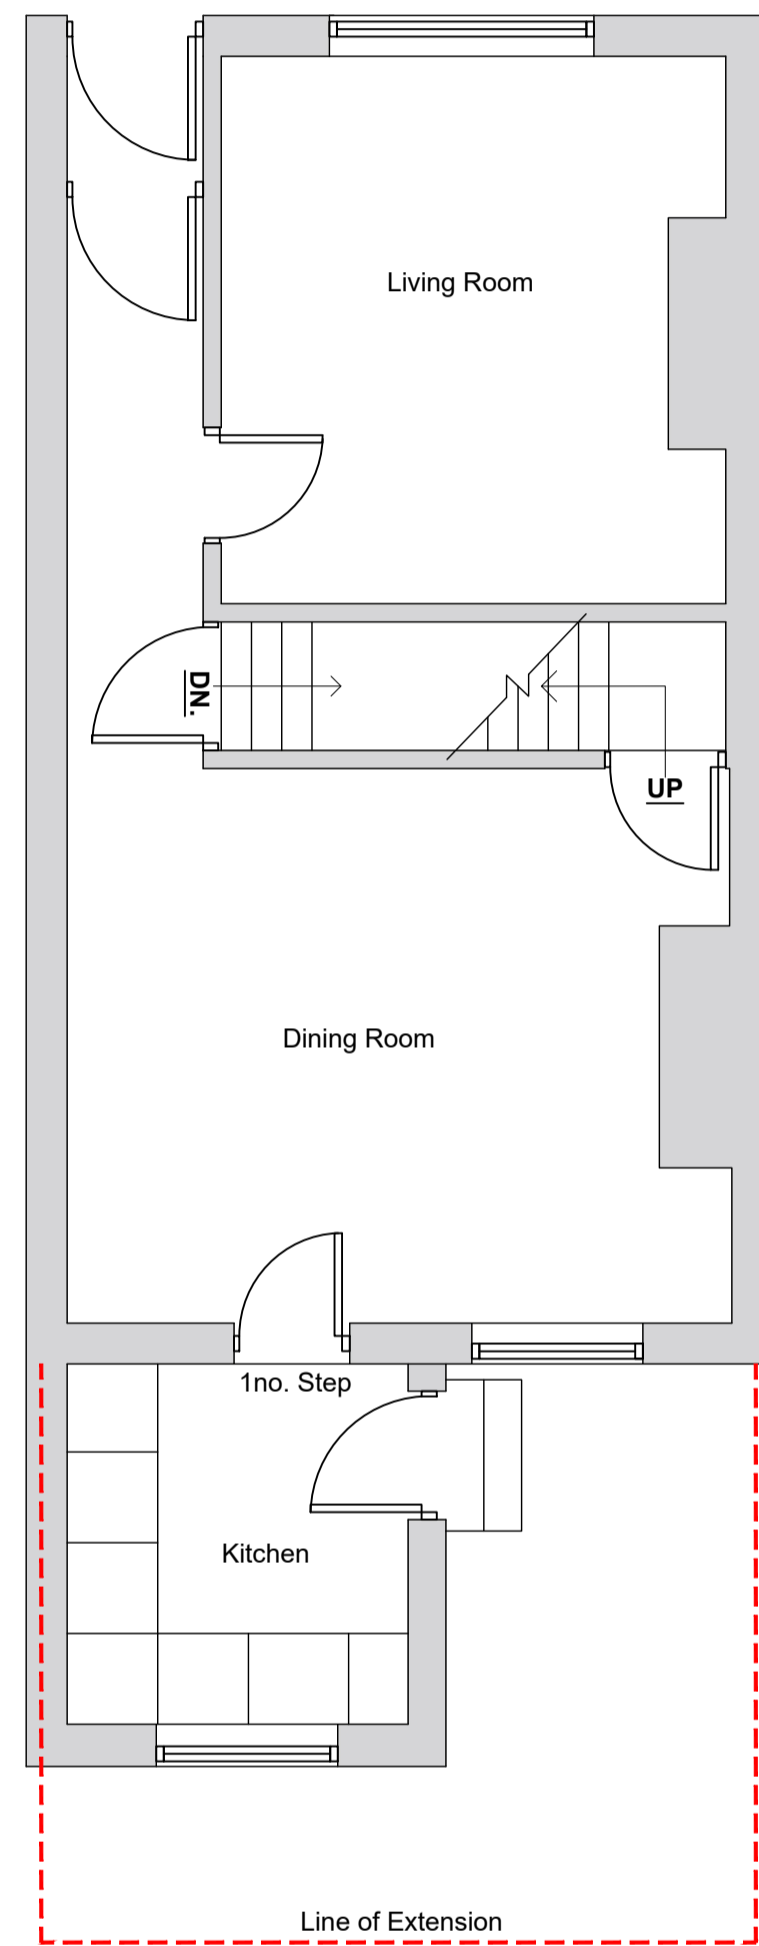 Living Room
DN.
UP
Dining Room
1no. Step
Kitchen
Line of Extension